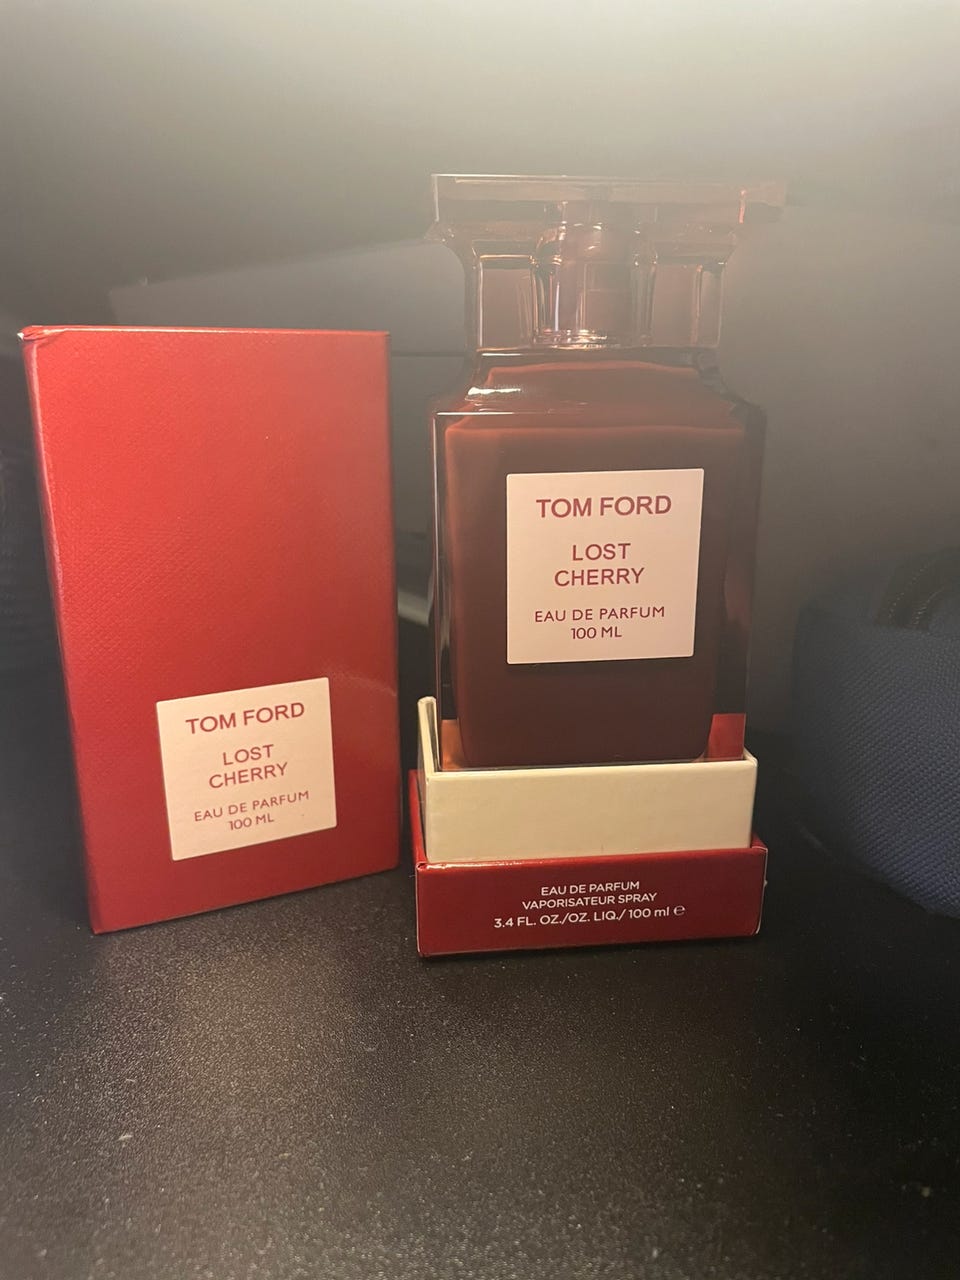 TOM FORD
LOST
CHERRY
EAU DE PARFUM
100 ML
TOM FORD
LOST
CHERRY
EAU DE PARFUM
100 ML
EAU DE PARFUM
VAPORISATEUR SPRAY
3.4 FL. OZ./OZ. LIQ./ 100 ml ℮